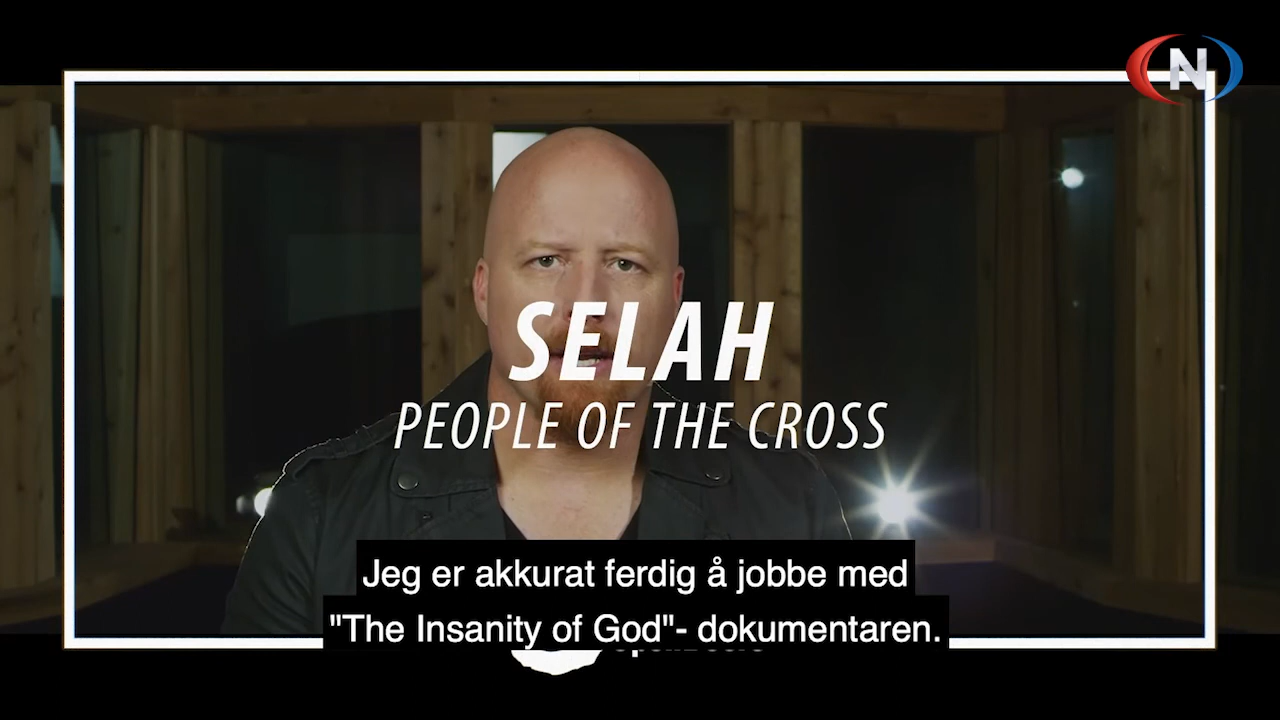 N
SELAH
PEOPLE OF THE CROSS
Jeg er akkurat ferdig å jobbe med
"The Insanity of God"- dokumentaren.